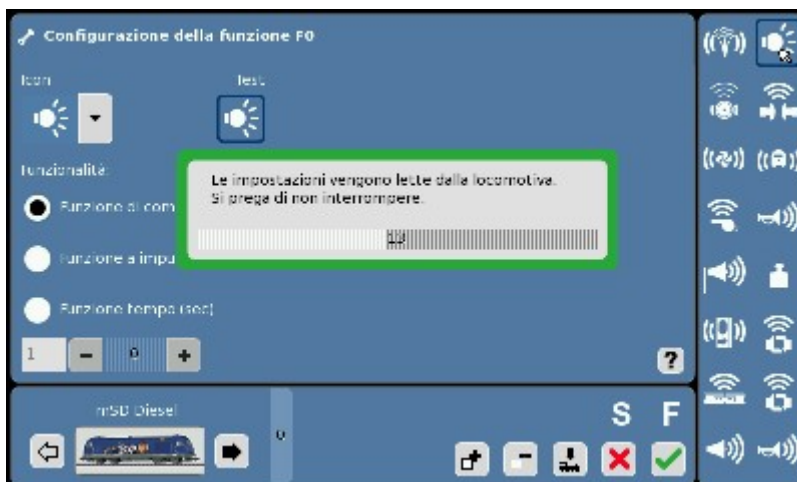 Configurazione della funzione F0
Icon
Test
Funzionalità:
Le impostazioni vengono lette dalla locomotiva.
Si prega di non interrompere.
Funzione di com
Funzione a impu
Funzione tempo (sec)
1
0
?
mSD Diesel
0
S F